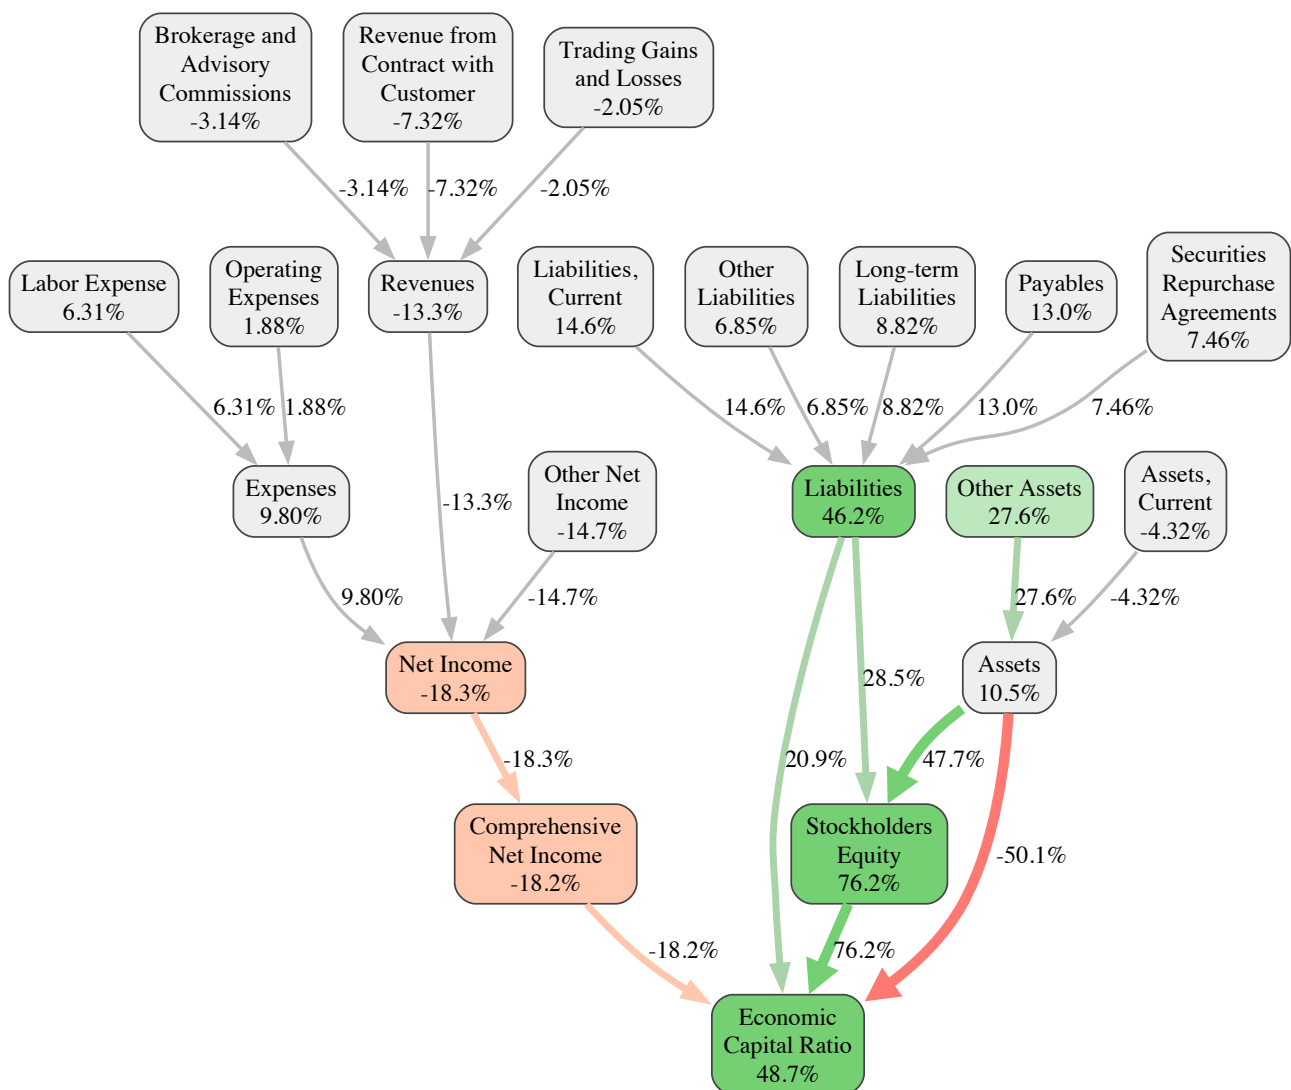 Brokerage and
Advisory
Commissions
-3.14%
Revenue from
Contract with
Customer
-7.32%
Trading Gains
and Losses
-2.05%
-3.14%
-7.32%
-2.05%
Labor Expense
6.31%
Operating
Expenses
1.88%
Revenues
-13.3%
Liabilities,
Current
14.6%
Other
Liabilities
6.85%
Long-term
Liabilities
8.82%
Payables
13.0%
Securities
Repurchase
Agreements
7.46%
6.31%
1.88%
14.6%
6.85%
8.82%
13.0%
7.46%
Expenses
9.80%
-13.3%
Other Net
Income
-14.7%
Liabilities
46.2%
Other Assets
27.6%
Assets,
Current
-4.32%
9.80%
-14.7%
27.6%
-4.32%
Net Income
-18.3%
28.5%
Assets
10.5%
-18.3%
20.9%
47.7%
Comprehensive
Net Income
-18.2%
Stockholders
Equity
76.2%
-50.1%
-18.2%
76.2%
Economic
Capital Ratio
48.7%